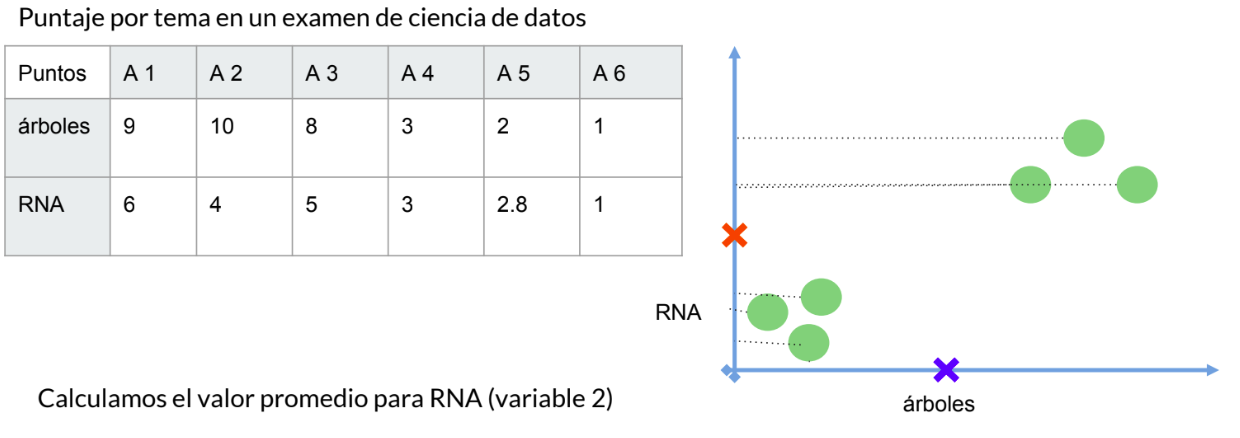 Puntaje por tema en un examen de ciencia de datos
Puntos A 1 A 2 A 3 A 4 A 5 A 6
árboles 9 10 8 3 2 1
RNA 6 4 5 3 2.8 1
RNA
árboles
Calculamos el valor promedio para RNA (variable 2)